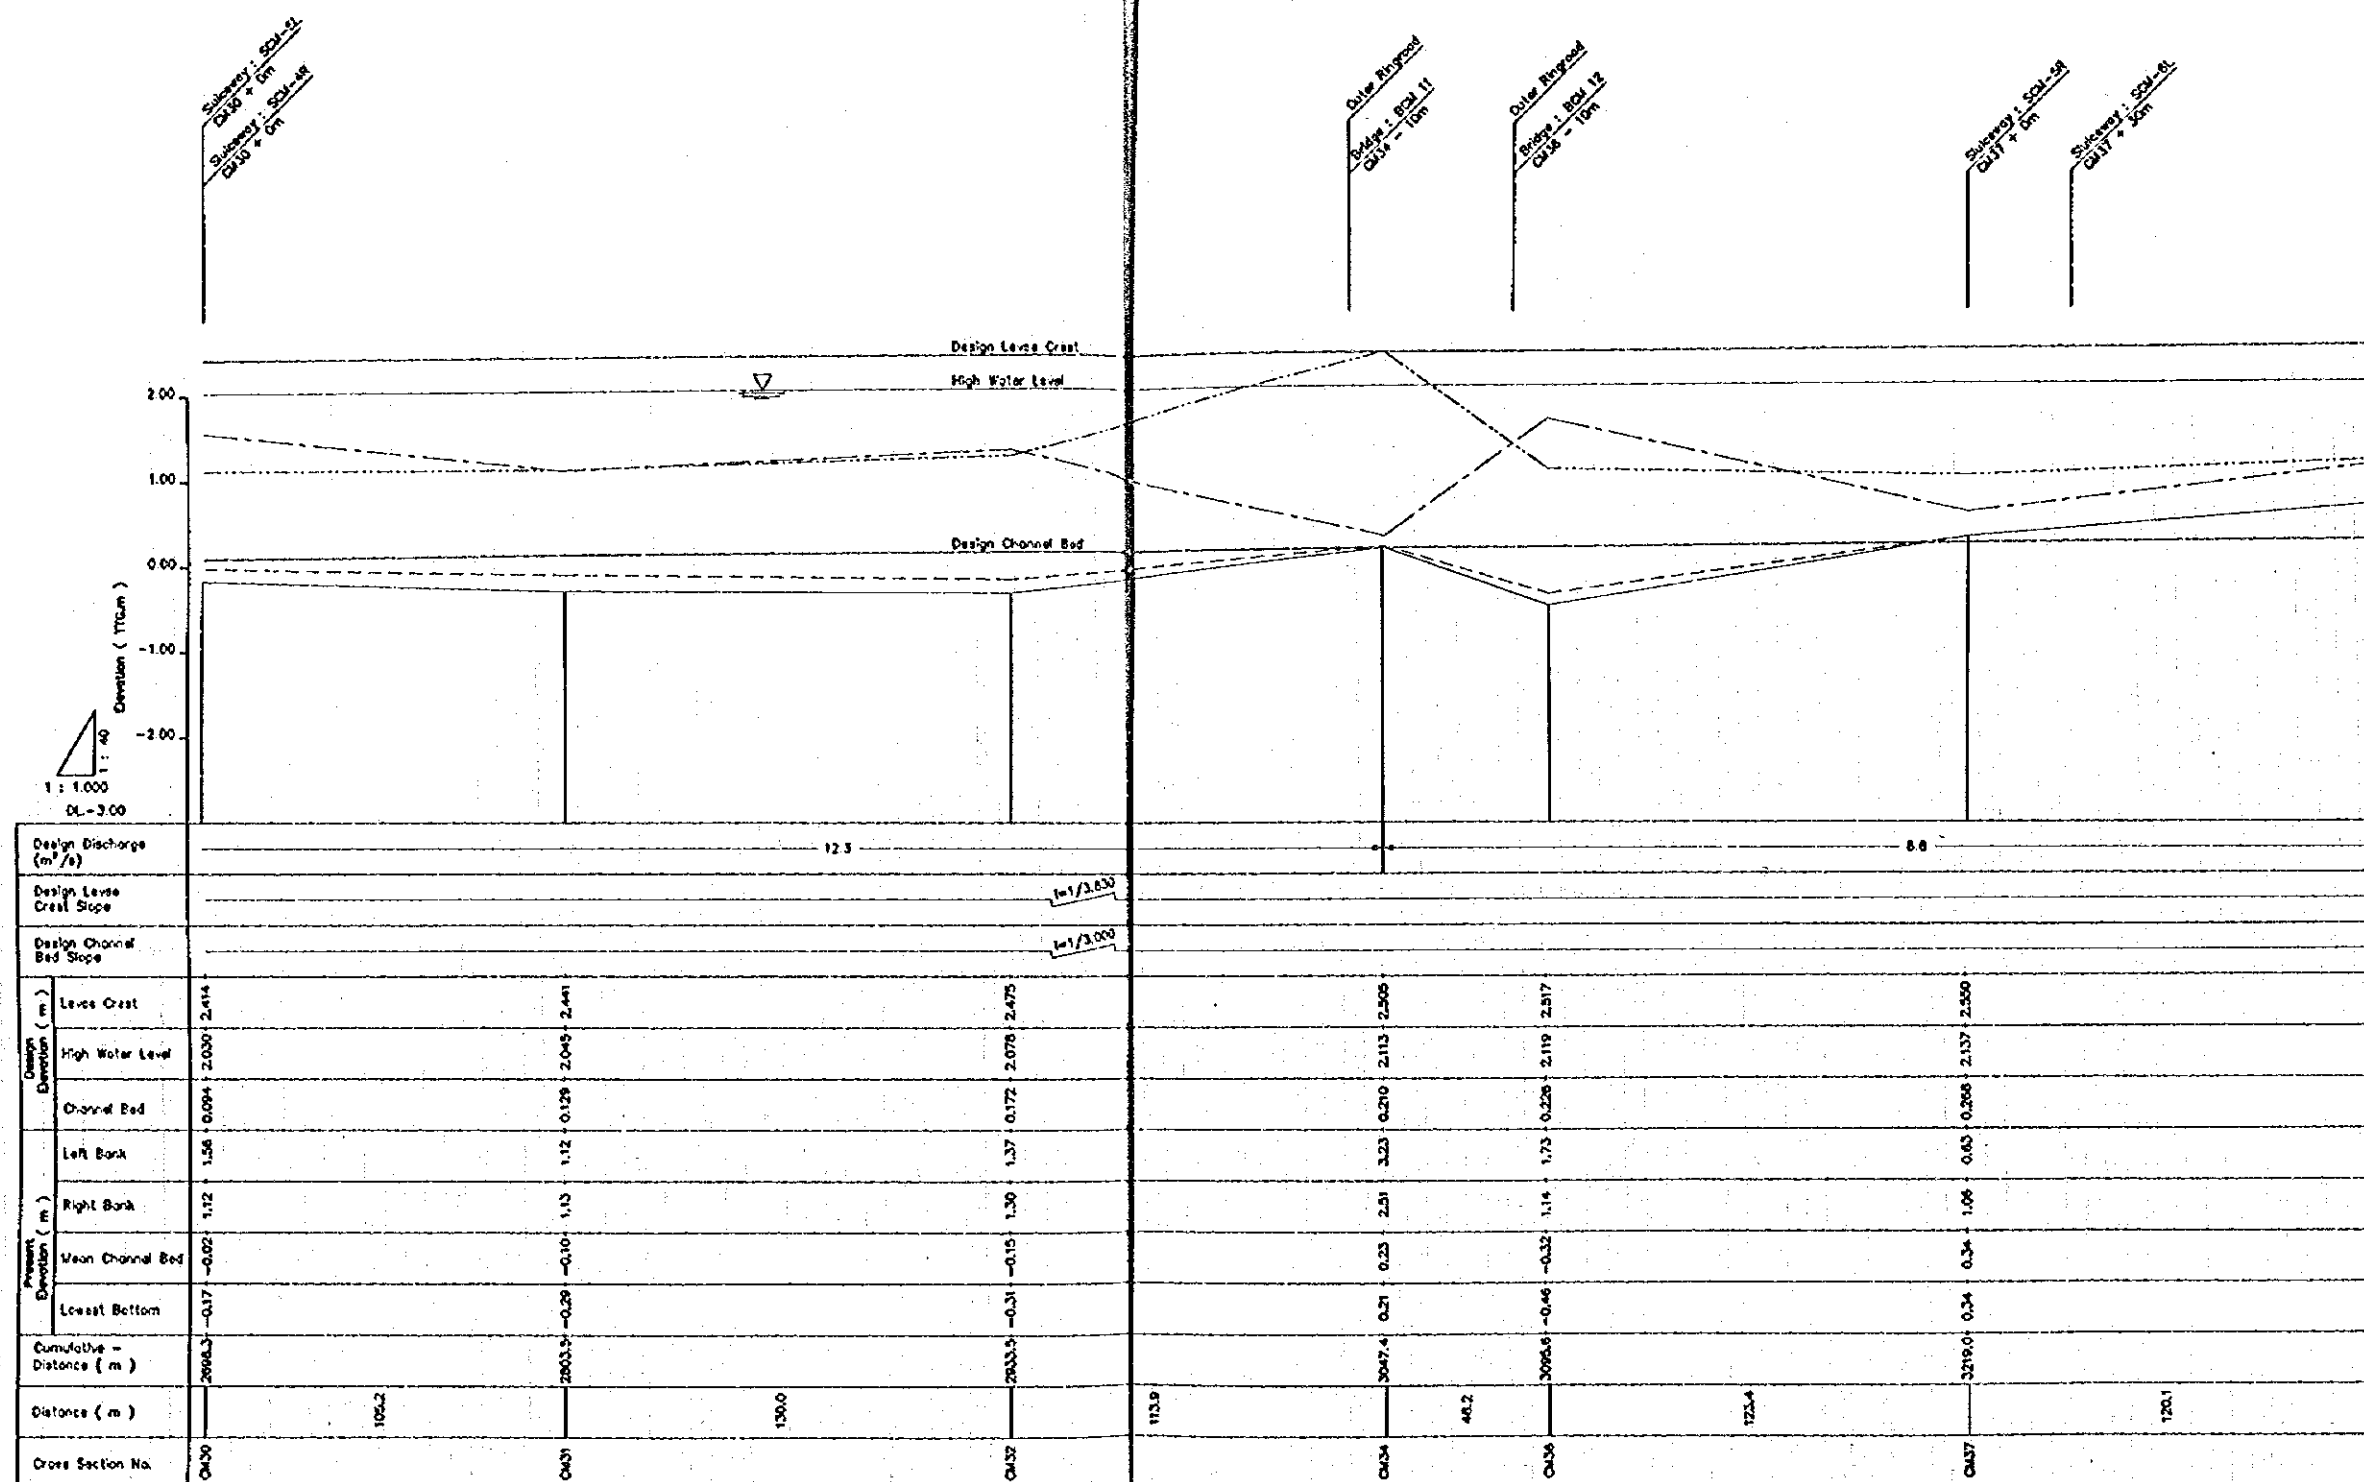 Sluiceway : SCM-5L
CM30 + 0m
Sluiceway : SCM-4R
CM30 + 0m
Outer Ringroad
Bridge : BCM 11
CM34 - 10m
Outer Ringroad
Bridge : BCM 12
CM36 - 10m
Sluiceway : SCM-5R
CM37 + 0m
Sluiceway : SCM-6L
CM37 + 30m
Design Levee Crest
High Water Level
Design Channel Bed
2.00
1.00
0.00
-1.00
-2.00
Elevation ( TTG.m )
1 : 40
1 : 1.000
DL-3.00
Design Discharge
(m³/s)
12.3
8.8
Design Levee
Crest Slope
I=1/3,830
Design Channel
Bed Slope
I=1/3,000
Design
Elevation ( m )
Levee Crest
2.414 2.441 2.475 2.505 2.517 2.550
High Water Level
2.030 2.045 2.078 2.113 2.119 2.137
Channel Bed
0.094 0.129 0.172 0.210 0.226 0.268
Present
Elevation ( m )
Left Bank
1.56 1.12 1.37 3.23 1.73 0.63
Right Bank
1.12 1.13 1.30 2.51 1.14 1.06
Mean Channel Bed
-0.02 -0.10 -0.15 0.23 -0.32 0.34
Lowest Bottom
-0.17 -0.29 -0.31 0.21 -0.46 0.34
Cumulative -
Distance ( m )
2698.3 2803.5 2933.5 3047.4 3095.6 3219.0
Distance ( m )
105.2 130.0 113.9 48.2 123.4 120.1
Cross Section No.
CM30 CM31 CM32 CM34 CM36 CM37